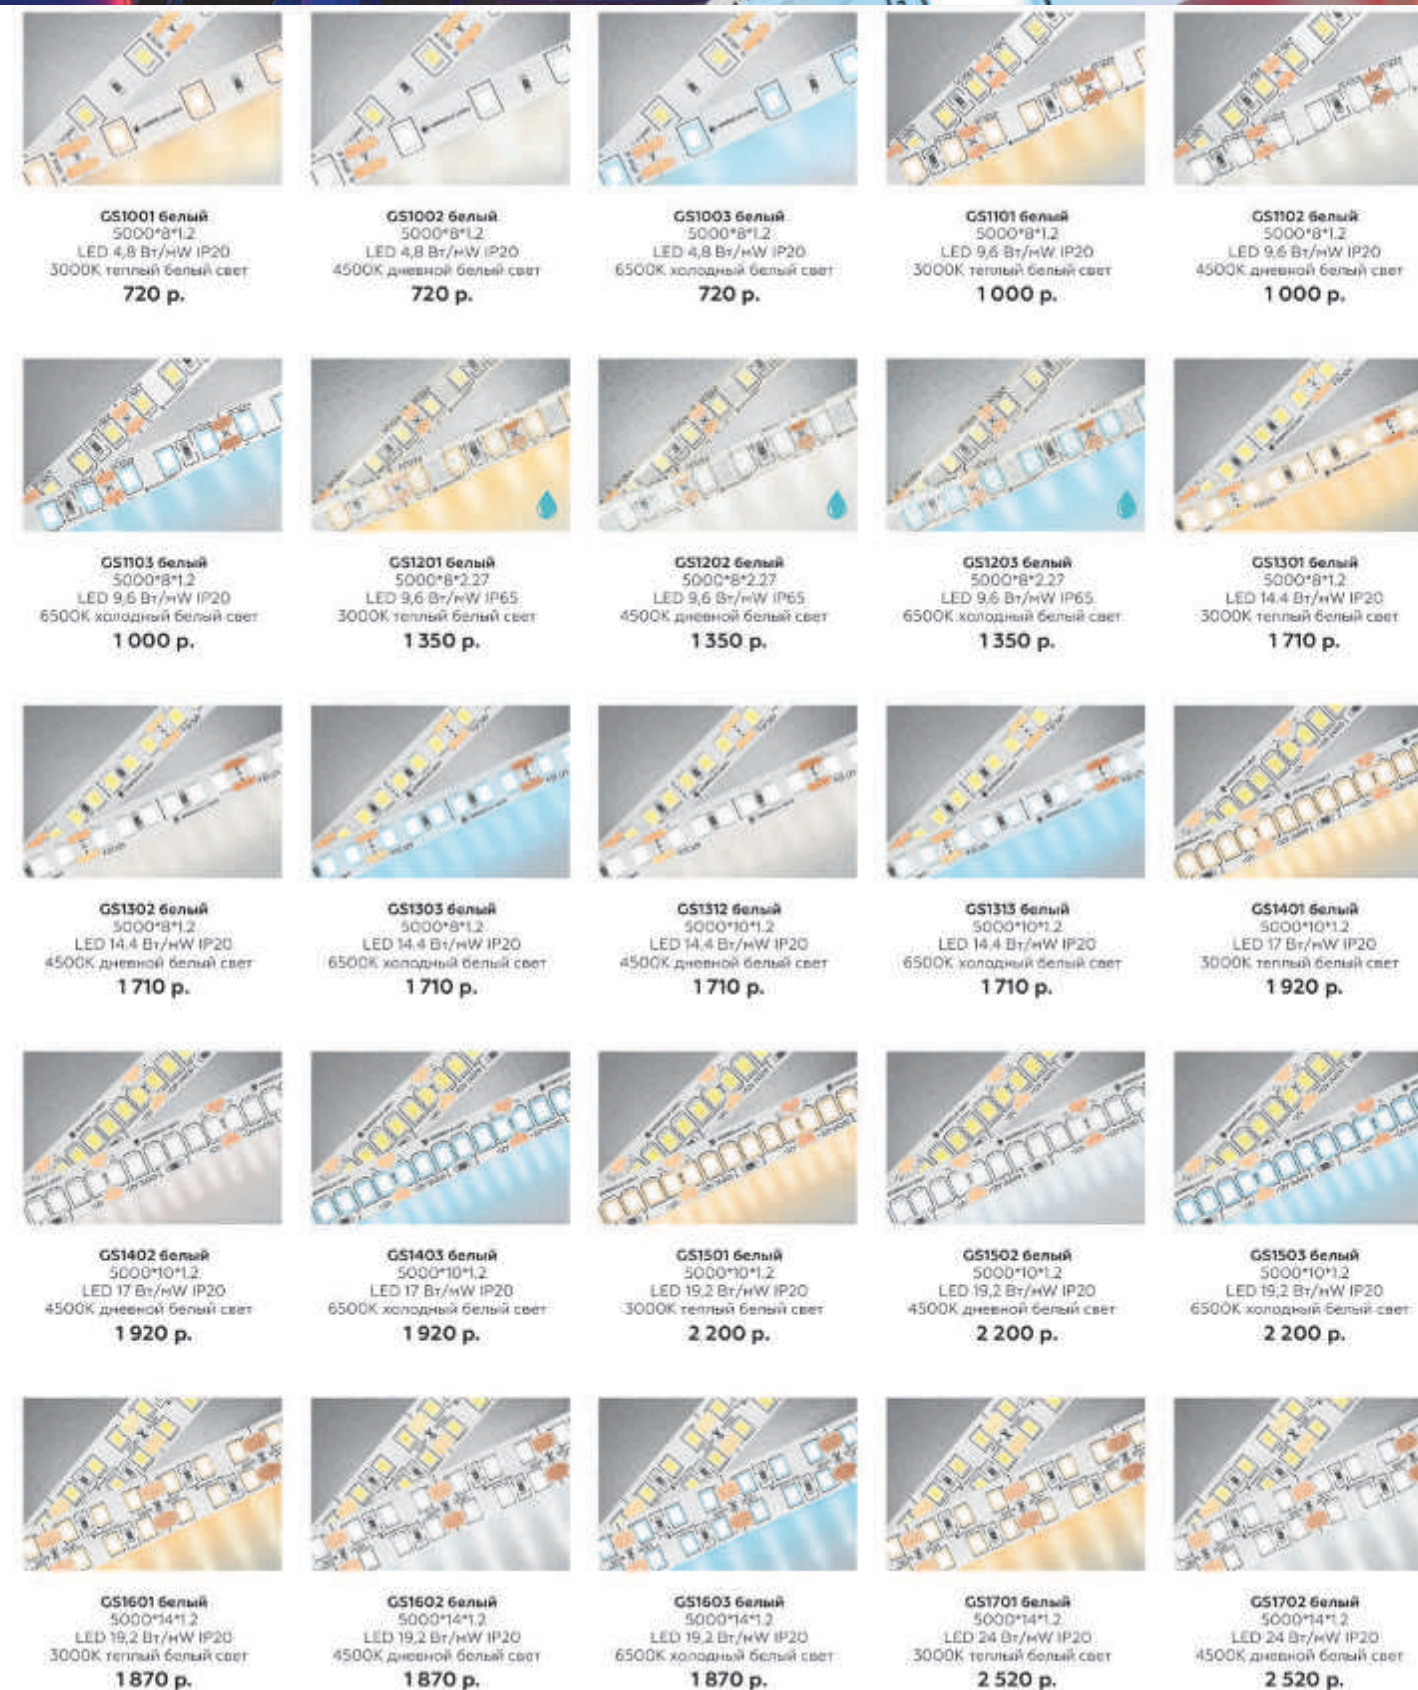 GS1001 белый
5000*8*1.2
LED 4,8 Вт/мW IP20
3000K теплый белый свет
720 р.
GS1002 белый
5000*8*1.2
LED 4,8 Вт/мW IP20
4500K дневной белый свет
720 р.
GS1003 белый
5000*8*1.2
LED 4,8 Вт/мW IP20
6500K холодный белый свет
720 р.
GS1101 белый
5000*8*1.2
LED 9,6 Вт/мW IP20
3000K теплый белый свет
1 000 р.
GS1102 белый
5000*8*1.2
LED 9,6 Вт/мW IP20
4500K дневной белый свет
1 000 р.
GS1103 белый
5000*8*1.2
LED 9,6 Вт/мW IP20
6500K холодный белый свет
1 000 р.
GS1201 белый
5000*8*2.27
LED 9,6 Вт/мW IP65
3000K теплый белый свет
1 350 р.
GS1202 белый
5000*8*2.27
LED 9,6 Вт/мW IP65
4500K дневной белый свет
1 350 р.
GS1203 белый
5000*8*2.27
LED 9,6 Вт/мW IP65
6500K холодный белый свет
1 350 р.
GS1301 белый
5000*8*1.2
LED 14.4 Вт/мW IP20
3000K теплый белый свет
1 710 р.
GS1302 белый
5000*8*1.2
LED 14.4 Вт/мW IP20
4500K дневной белый свет
1 710 р.
GS1303 белый
5000*8*1.2
LED 14.4 Вт/мW IP20
6500K холодный белый свет
1 710 р.
GS1312 белый
5000*10*1.2
LED 14.4 Вт/мW IP20
4500K дневной белый свет
1 710 р.
GS1313 белый
5000*10*1.2
LED 14.4 Вт/мW IP20
6500K холодный белый свет
1 710 р.
GS1401 белый
5000*10*1.2
LED 17 Вт/мW IP20
3000K теплый белый свет
1 920 р.
GS1402 белый
5000*10*1.2
LED 17 Вт/мW IP20
4500K дневной белый свет
1 920 р.
GS1403 белый
5000*10*1.2
LED 17 Вт/мW IP20
6500K холодный белый свет
1 920 р.
GS1501 белый
5000*10*1.2
LED 19,2 Вт/мW IP20
3000K теплый белый свет
2 200 р.
GS1502 белый
5000*10*1.2
LED 19,2 Вт/мW IP20
4500K дневной белый свет
2 200 р.
GS1503 белый
5000*10*1.2
LED 19,2 Вт/мW IP20
6500K холодный белый свет
2 200 р.
GS1601 белый
5000*14*1.2
LED 19,2 Вт/мW IP20
3000K теплый белый свет
1 870 р.
GS1602 белый
5000*14*1.2
LED 19,2 Вт/мW IP20
4500K дневной белый свет
1 870 р.
GS1603 белый
5000*14*1.2
LED 19,2 Вт/мW IP20
6500K холодный белый свет
1 870 р.
GS1701 белый
5000*14*1.2
LED 24 Вт/мW IP20
3000K теплый белый свет
2 520 р.
GS1702 белый
5000*14*1.2
LED 24 Вт/мW IP20
4500K дневной белый свет
2 520 р.